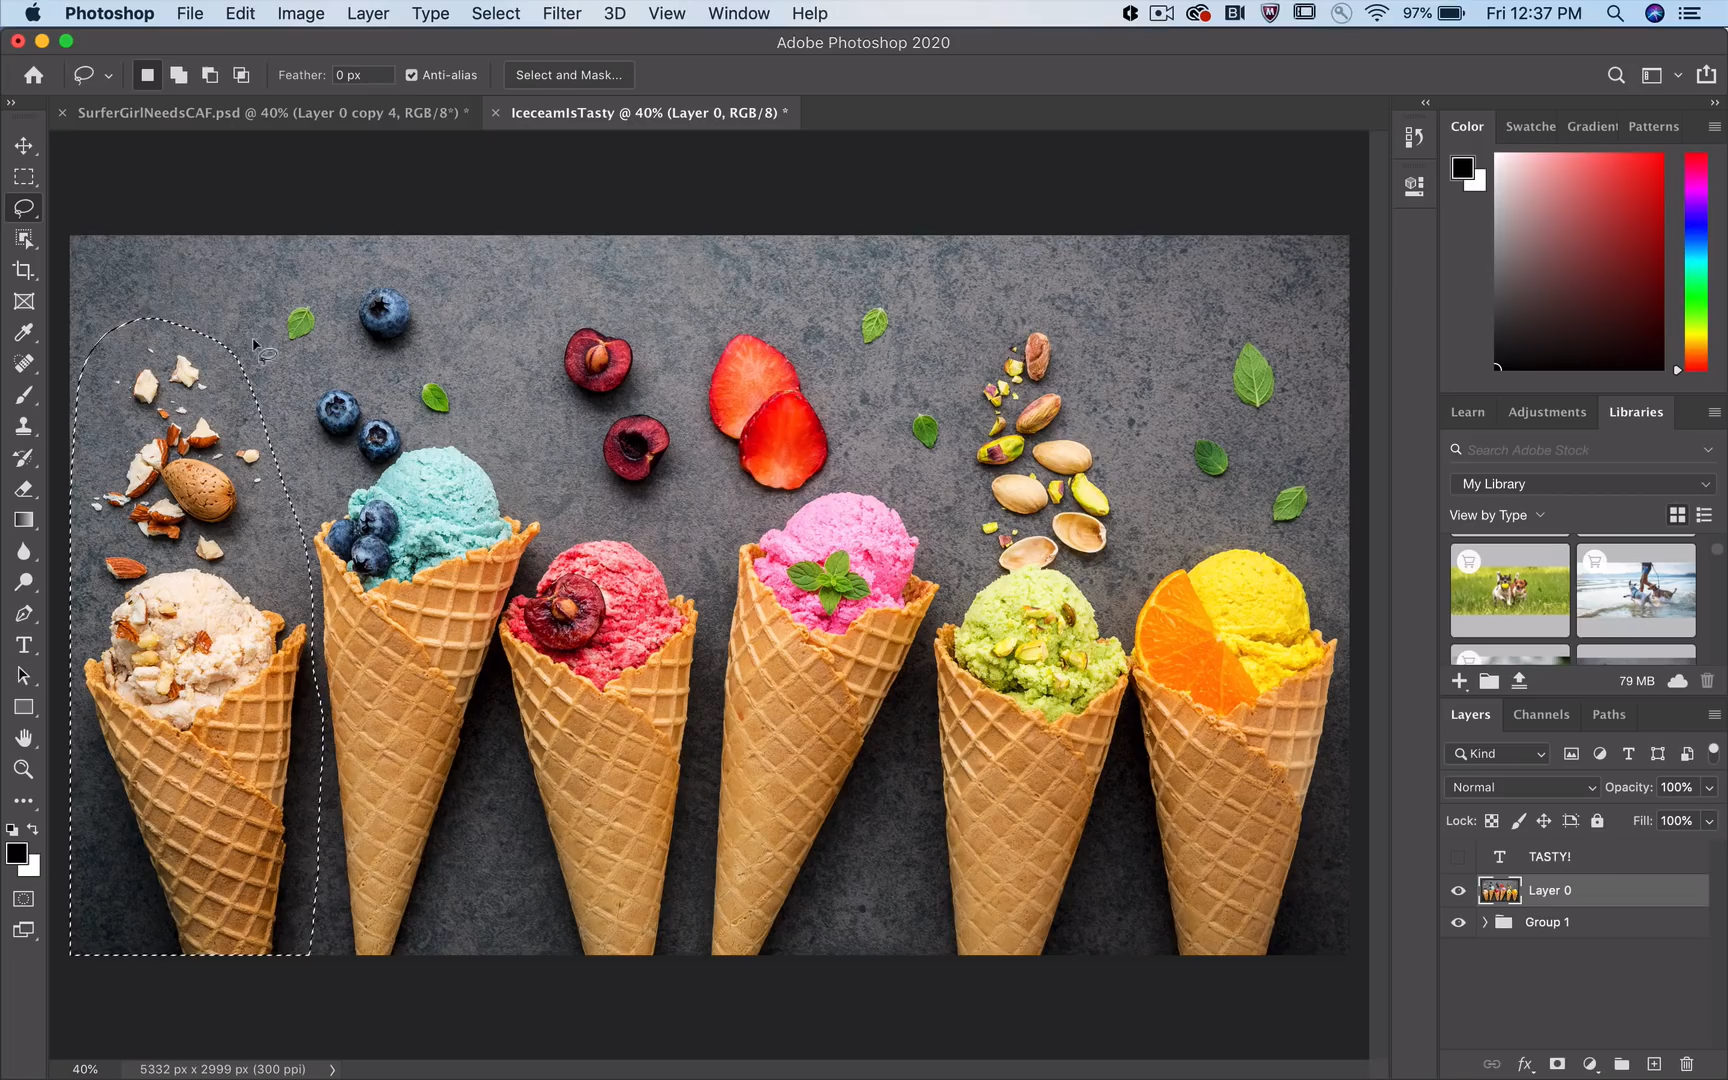 Photoshop File Edit Image Layer Type Select Filter 3D View Window Help 97% Fri 12:37 PM
Adobe Photoshop 2020
Feather: 0 px Anti-alias Select and Mask...
SurferGirlNeedsCAF.psd @ 40% (Layer 0 copy 4, RGB/8*) * IceceamIsTasty @ 40% (Layer 0, RGB/8) *
Color Swatche Gradient Patterns
Learn Adjustments Libraries
Search Adobe Stock
My Library
View by Type
79 MB
Layers Channels Paths
Kind
Normal Opacity: 100%
Lock: Fill: 100%
T TASTY!
Layer 0
Group 1
40% 5332 px x 2999 px (300 ppi)